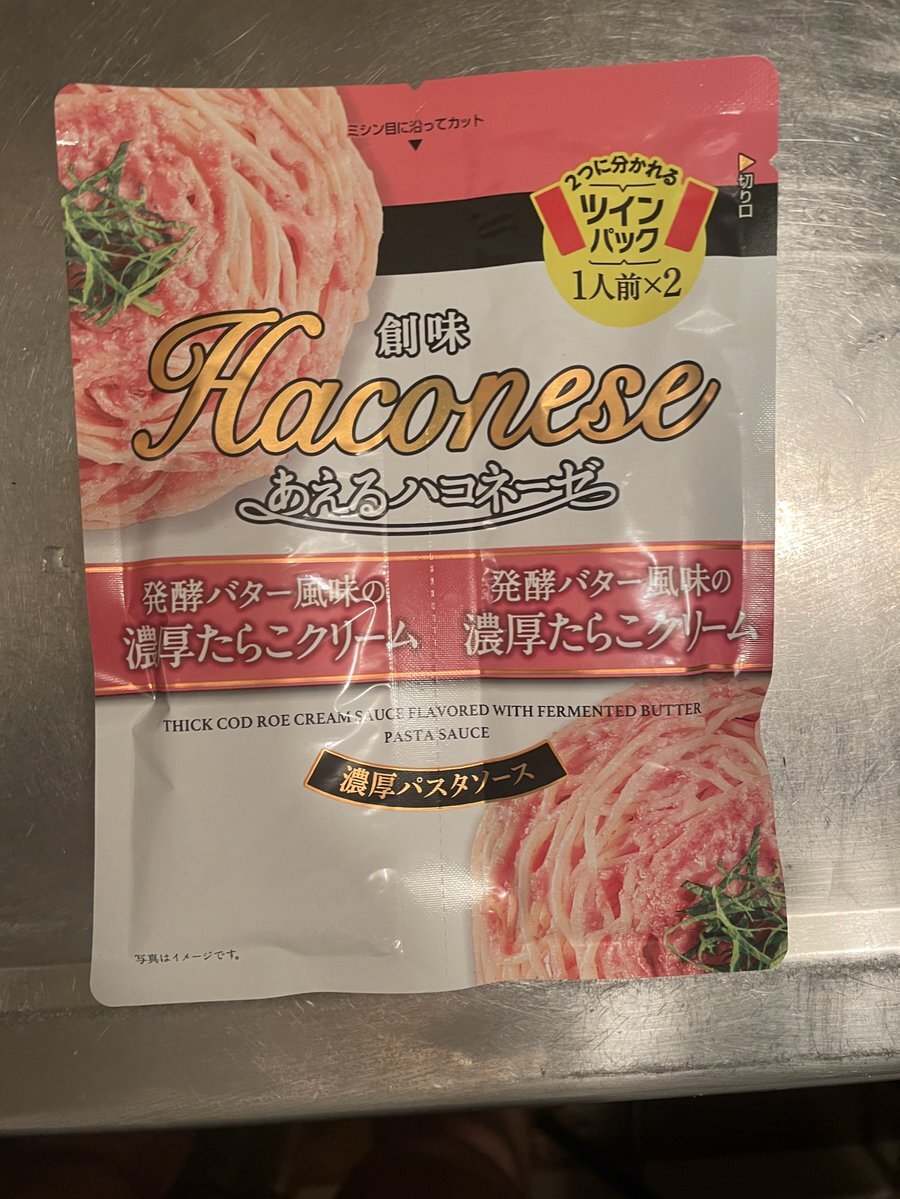 ミシン目に沿ってカット
切り口
2つに分かれる
ツイン
パック
1人前×2
創味
Haconese
あえるハコネーゼ
発酵バター風味の
濃厚たらこクリーム
発酵バター風味の
濃厚たらこクリーム
THICK COD ROE CREAM SAUCE FLAVORED WITH FERMENTED BUTTER
PASTA SAUCE
濃厚パスタソース
写真はイメージです。